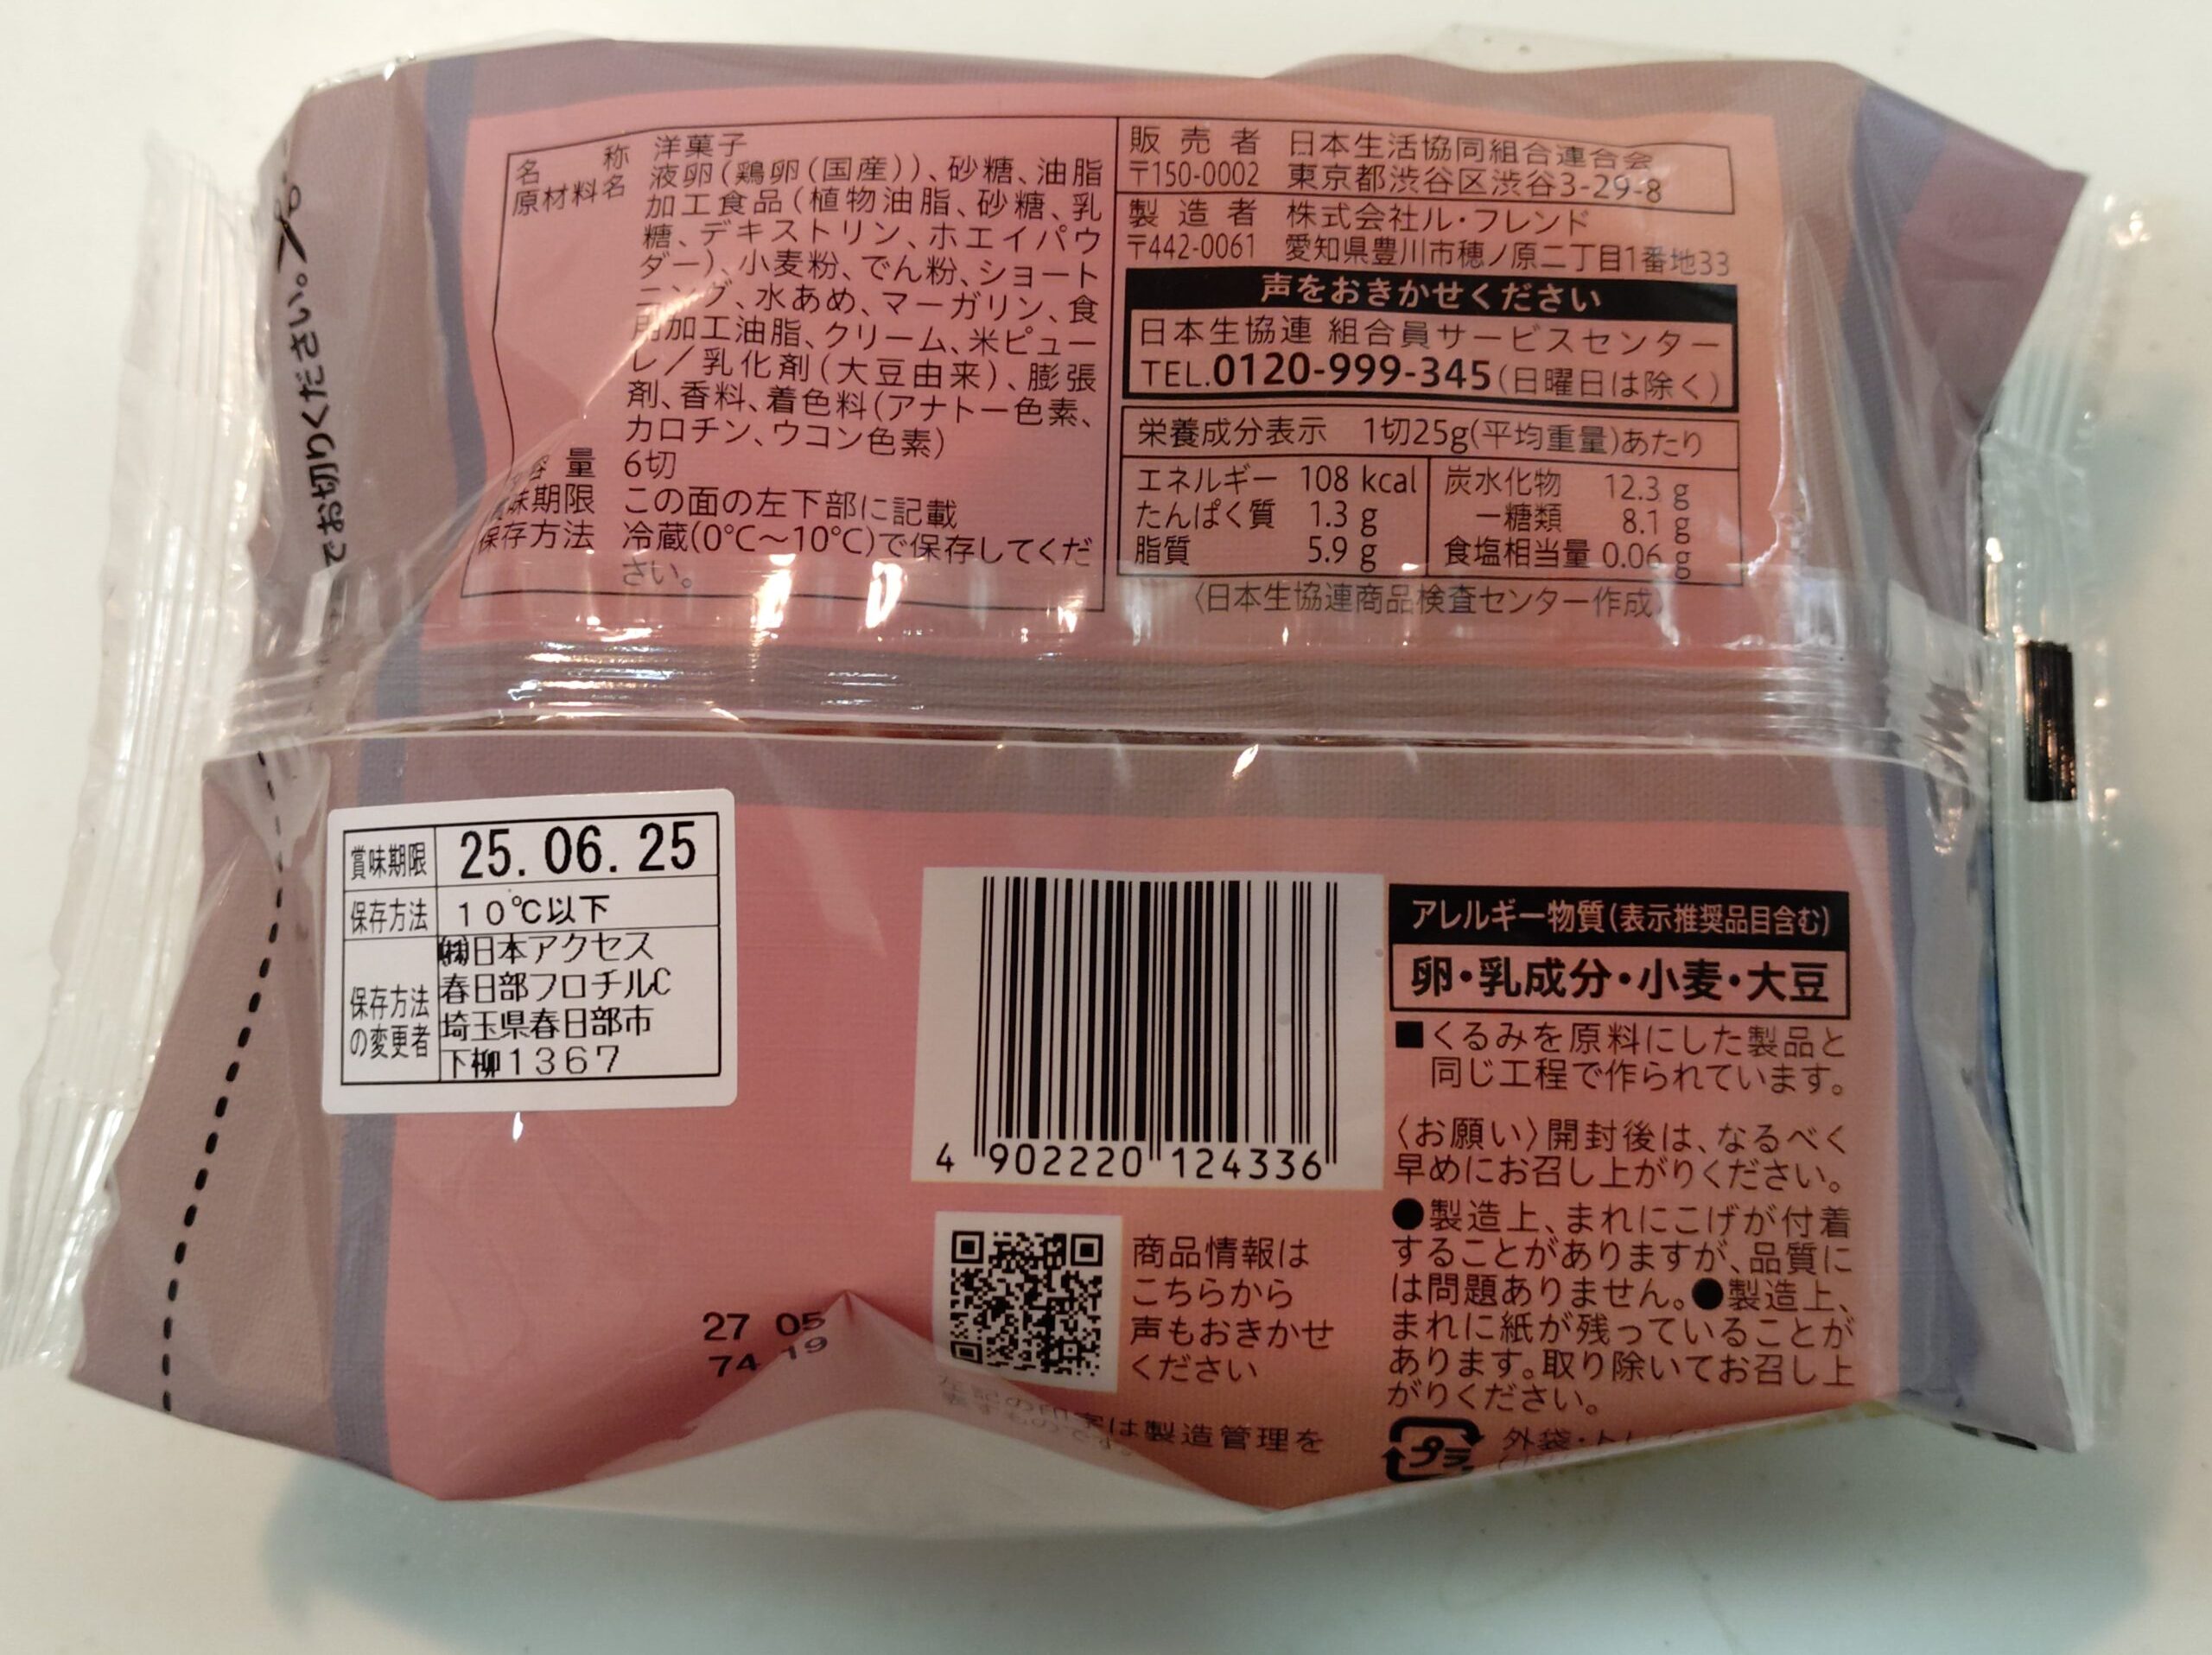 でお切りください。
名称 洋菓子
原材料名 液卵(鶏卵(国産))、砂糖、油脂
加工食品(植物油脂、砂糖、乳
糖、デキストリン、ホエイパウ
ダー)、小麦粉、でん粉、ショート
ニング、水あめ、マーガリン、食
用加工油脂、クリーム、米ピュー
レ/乳化剤(大豆由来)、膨張
剤、香料、着色料(アナトー色素、
カロチン、ウコン色素)
内容量 6切
賞味期限 この面の左下部に記載
保存方法 冷蔵(0℃～10℃)で保存してくだ
さい。
販売者 日本生活協同組合連合会
〒150-0002 東京都渋谷区渋谷3-29-8
製造者 株式会社ル・フレンド
〒442-0061 愛知県豊川市穂ノ原二丁目1番地33
声をおきかせください
日本生協連 組合員サービスセンター
TEL.0120-999-345(日曜日は除く)
栄養成分表示 1切25g(平均重量)あたり
エネルギー 108 kcal 炭水化物 12.3 g
たんぱく質 1.3 g ー糖類 8.1 g
脂質 5.9 g 食塩相当量 0.06 g
〈日本生協連商品検査センター作成〉
賞味期限 25.06.25
保存方法 10℃以下
保存方法の変更者
㈱日本アクセス
春日部フロチルC
埼玉県春日部市
下柳1367
4 902220 124336
商品情報は
こちらから
声もおきかせ
ください
27 05
74 19
左記の印字は製造管理を
表すものです。
アレルギー物質(表示推奨品目含む)
卵・乳成分・小麦・大豆
■くるみを原料にした製品と
同じ工程で作られています。
〈お願い〉開封後は、なるべく
早めにお召し上がりください。
●製造上、まれにこげが付着
することがありますが、品質に
は問題ありません。●製造上、
まれに紙が残っていることが
あります。取り除いてお召し上
がりください。
プラ 外袋・